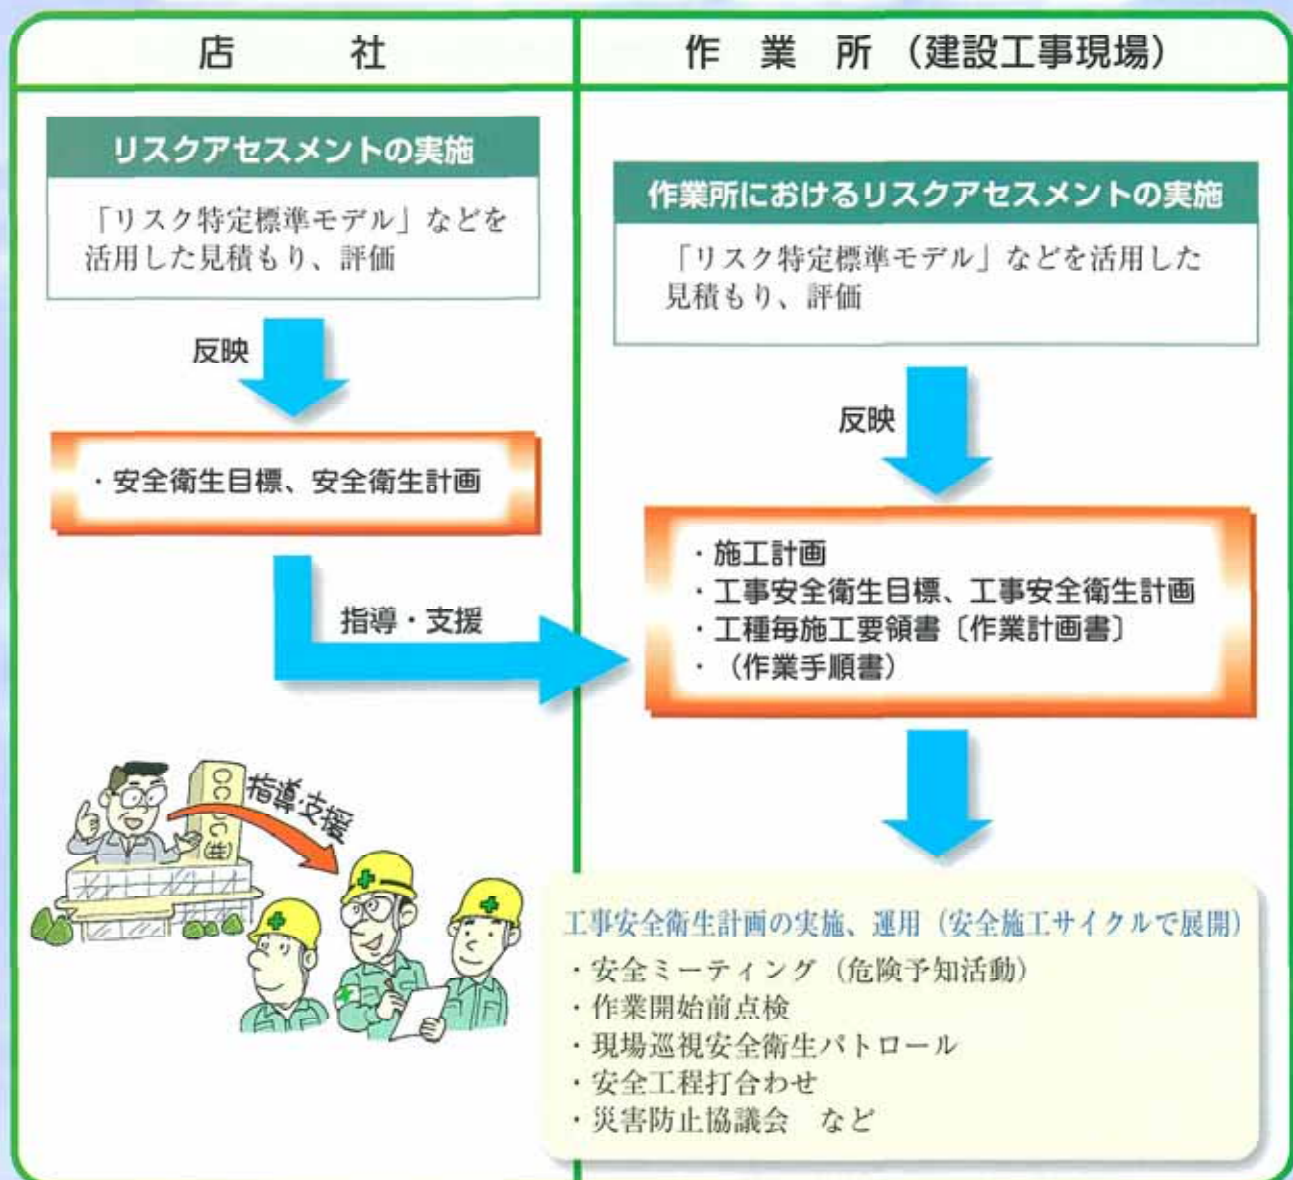 店 社
リスクアセスメントの実施
「リスク特定標準モデル」などを
活用した見積もり、評価
反映
・安全衛生目標、安全衛生計画
指導・支援
指導・支援
作 業 所 （建設工事現場）
作業所におけるリスクアセスメントの実施
「リスク特定標準モデル」などを活用した
見積もり、評価
反映
・施工計画
・工事安全衛生目標、工事安全衛生計画
・工種毎施工要領書〔作業計画書〕
・（作業手順書）
工事安全衛生計画の実施、運用（安全施工サイクルで展開）
・安全ミーティング（危険予知活動）
・作業開始前点検
・現場巡視安全衛生パトロール
・安全工程打合わせ
・災害防止協議会　など